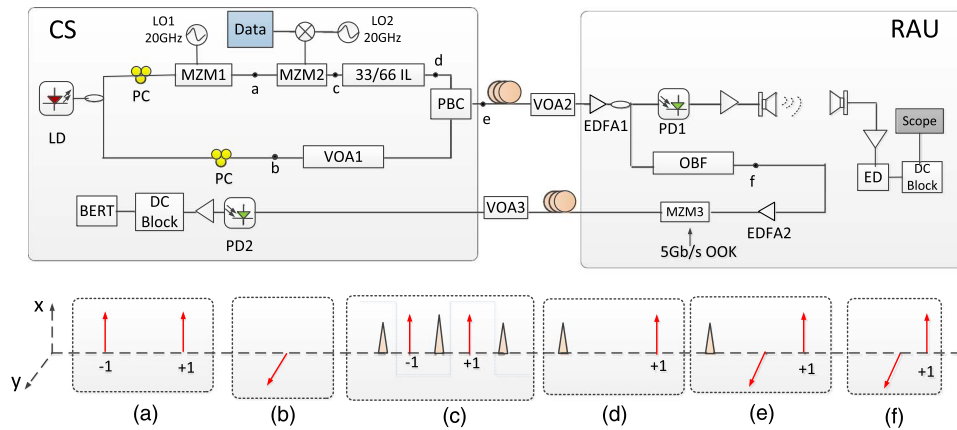 CS
LO1
20GHz
Data
LO2
20GHz
PC
MZM1
a
MZM2
c
33/66 IL
d
PBC
e
LD
PC
b
VOA1
BERT
DC
Block
PD2
VOA2
VOA3
RAU
EDFA1
PD1
OBF
f
MZM3
EDFA2
5Gb/s OOK
Scope
ED
DC
Block
x
y
-1
+1
(a)
(b)
-1
+1
(c)
+1
(d)
+1
(e)
+1
(f)